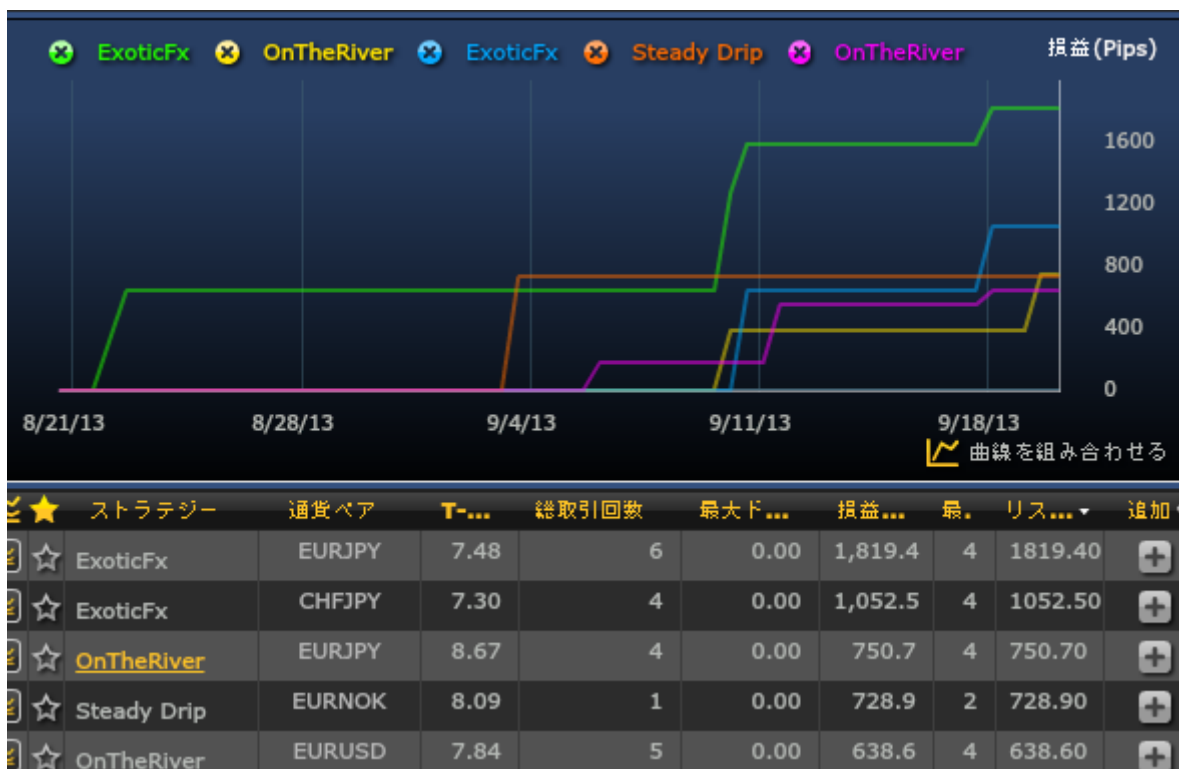 ExoticFx OnTheRiver ExoticFx Steady Drip OnTheRiver 損益(Pips)
1600
1200
800
400
0
8/21/13 8/28/13 9/4/13 9/11/13 9/18/13
曲線を組み合わせる
ストラテジー 通貨ペア T-... 総取引回数 最大ド... 損益... 最. リス... 追加
ExoticFx EURJPY 7.48 6 0.00 1,819.4 4 1819.40
ExoticFx CHFJPY 7.30 4 0.00 1,052.5 4 1052.50
OnTheRiver EURJPY 8.67 4 0.00 750.7 4 750.70
Steady Drip EURNOK 8.09 1 0.00 728.9 2 728.90
OnTheRiver EURUSD 7.84 5 0.00 638.6 4 638.60